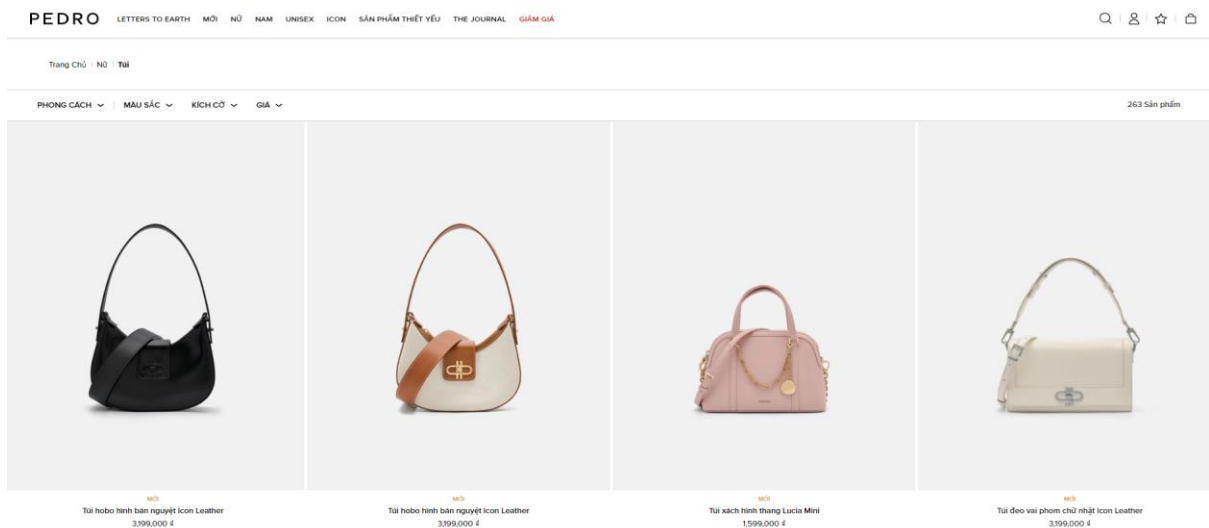 PEDRO LETTERS TO EARTH MỚI NỮ NAM UNISEX ICON SẢN PHẨM THIẾT YẾU THE JOURNAL GIẢM GIÁ
Trang Chủ | Nữ | Túi
PHONG CÁCH MÀU SẮC KÍCH CỠ GIÁ 263 Sản phẩm
MỚI MỚI MỚI MỚI
Túi hobo hình bán nguyệt Icon Leather Túi hobo hình bán nguyệt Icon Leather Túi xách hình thang Lucia Mini Túi đeo vai phom chữ nhật Icon Leather
3,199,000 ₫ 3,199,000 ₫ 1,599,000 ₫ 3,199,000 ₫